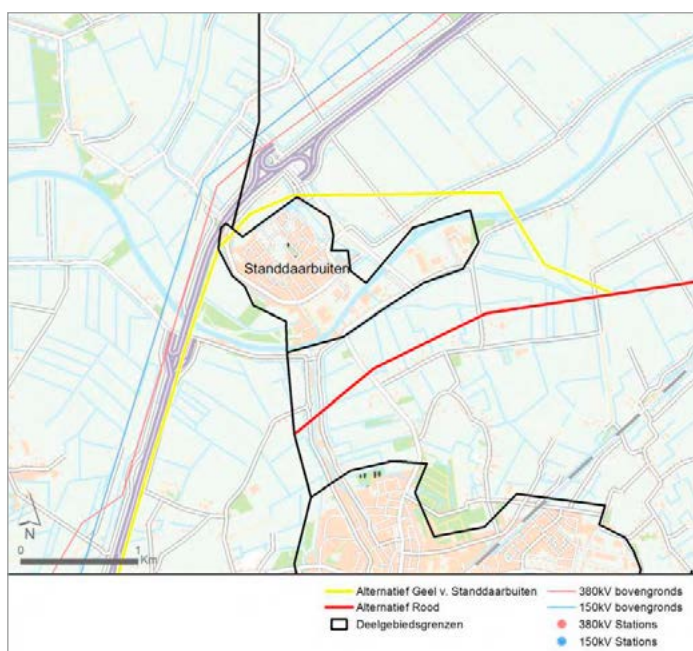 Standdaarbuiten
N
0 1
Km
Alternatief Geel v. Standdaarbuiten
Alternatief Rood
Deelgebiedsgrenzen
380kV bovengronds
150kV bovengronds
380kV Stations
150kV Stations